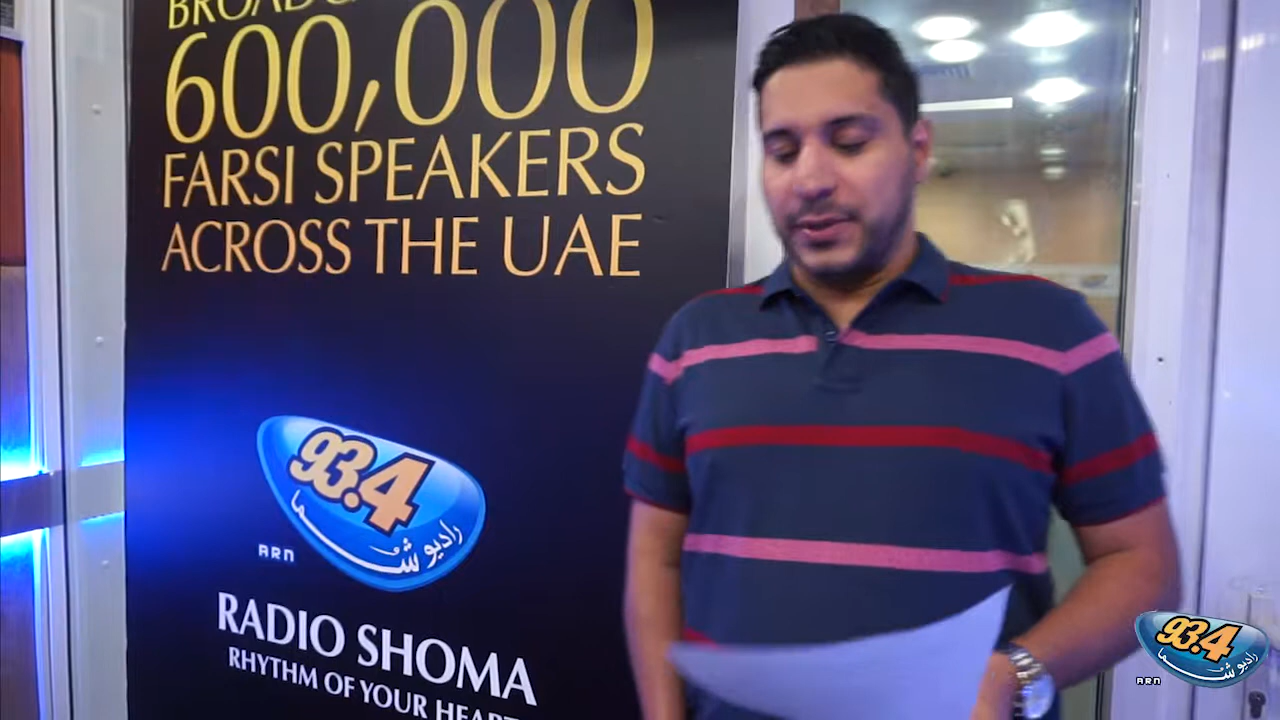 600,000
FARSI SPEAKERS
ACROSS THE UAE
93.4
رادیو شما
ARN
RADIO SHOMA
RHYTHM OF YOUR HEART
93.4
رادیو شما
ARN